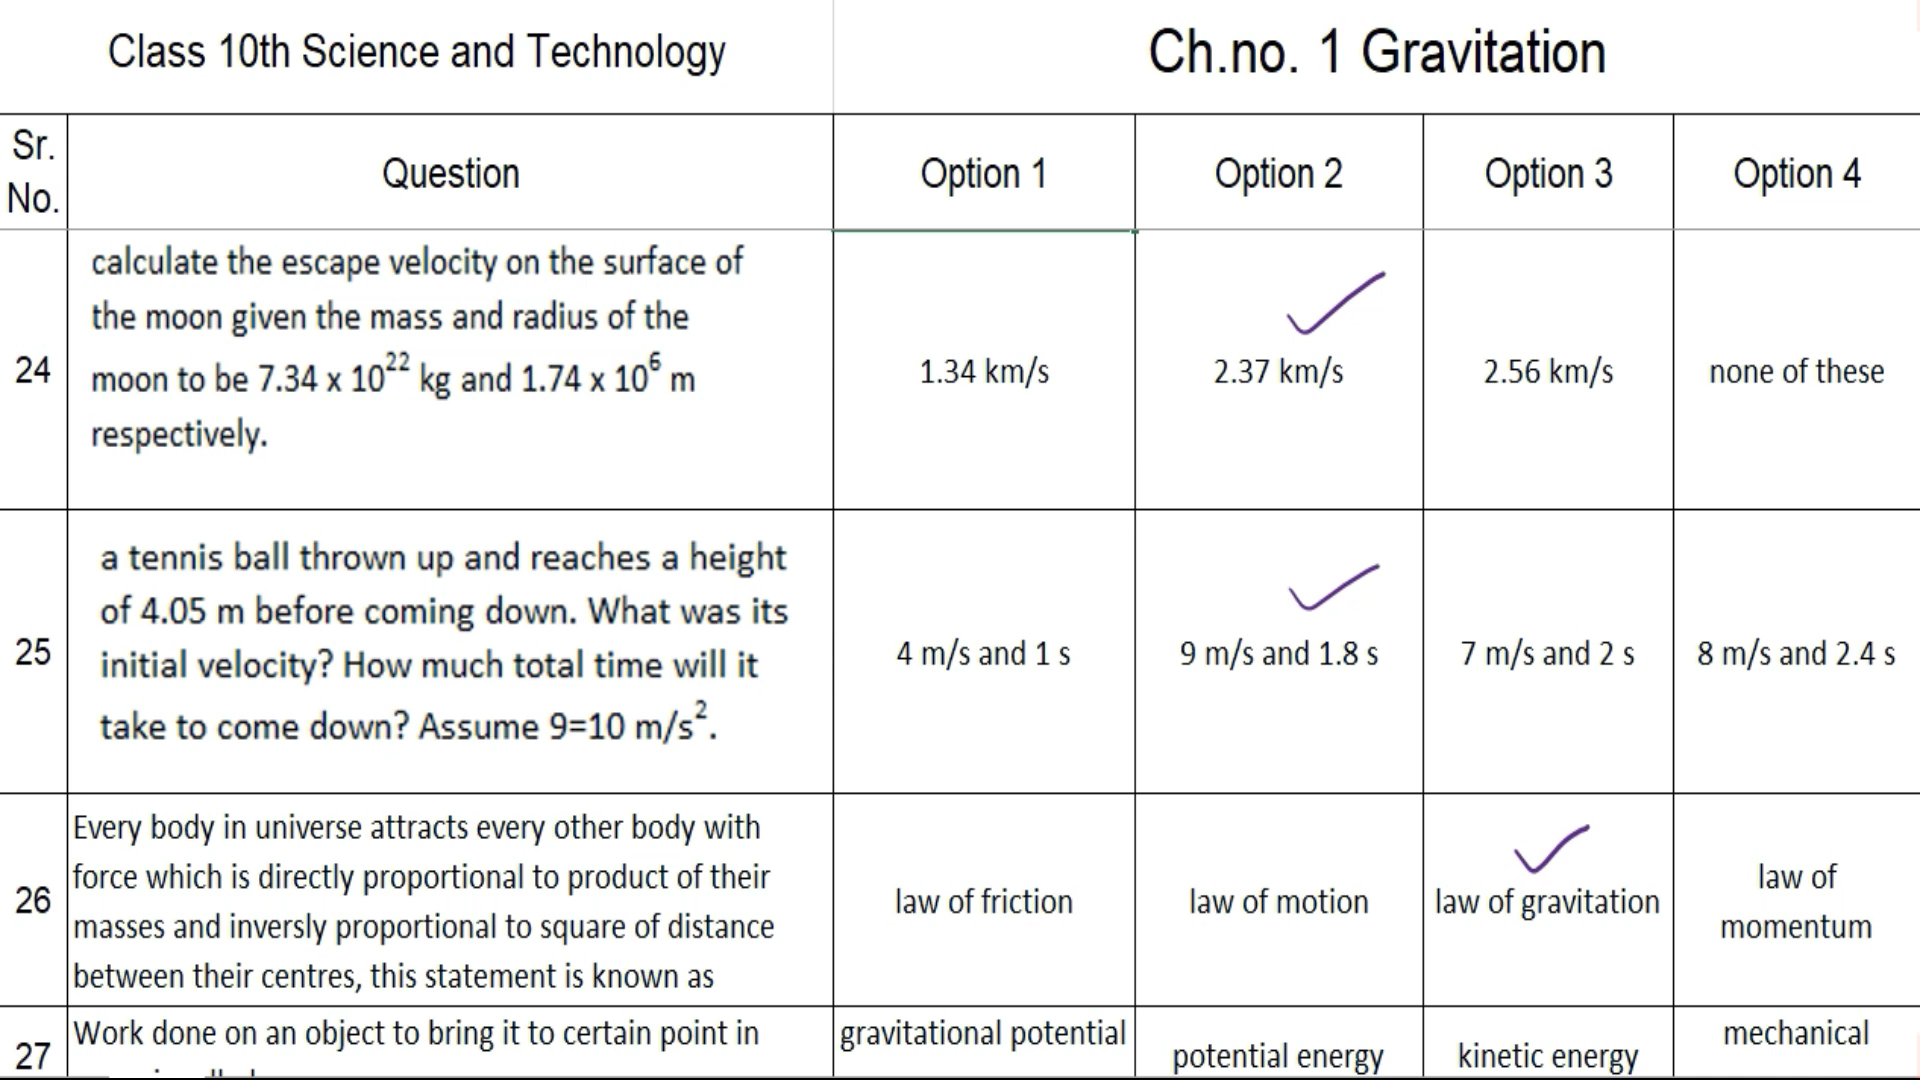 Class 10th Science and Technology
Ch.no. 1 Gravitation
Sr.
No.
Question
Option 1
Option 2
Option 3
Option 4
24
calculate the escape velocity on the surface of
the moon given the mass and radius of the
moon to be 7.34 x 10²² kg and 1.74 x 10⁶ m
respectively.
1.34 km/s
2.37 km/s
2.56 km/s
none of these
25
a tennis ball thrown up and reaches a height
of 4.05 m before coming down. What was its
initial velocity? How much total time will it
take to come down? Assume 9=10 m/s².
4 m/s and 1 s
9 m/s and 1.8 s
7 m/s and 2 s
8 m/s and 2.4 s
26
Every body in universe attracts every other body with
force which is directly proportional to product of their
masses and inversly proportional to square of distance
between their centres, this statement is known as
law of friction
law of motion
law of gravitation
law of
momentum
27
Work done on an object to bring it to certain point in
gravitational potential
potential energy
kinetic energy
mechanical